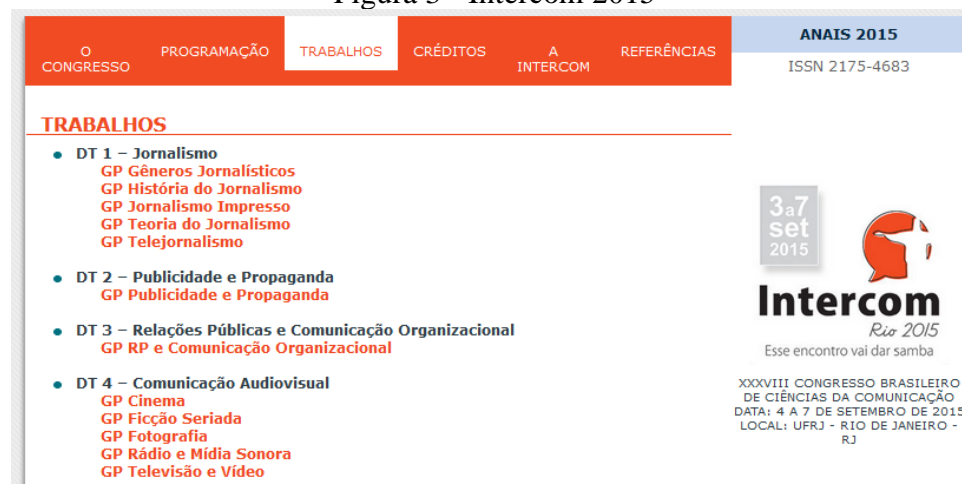 Figura 3 - Intercom 2015
O CONGRESSO
PROGRAMAÇÃO
TRABALHOS
CRÉDITOS
A INTERCOM
REFERÊNCIAS
ANAIS 2015
ISSN 2175-4683
TRABALHOS
DT 1 – Jornalismo
GP Gêneros Jornalísticos
GP História do Jornalismo
GP Jornalismo Impresso
GP Teoria do Jornalismo
GP Telejornalismo
DT 2 – Publicidade e Propaganda
GP Publicidade e Propaganda
DT 3 – Relações Públicas e Comunicação Organizacional
GP RP e Comunicação Organizacional
DT 4 – Comunicação Audiovisual
GP Cinema
GP Ficção Seriada
GP Fotografia
GP Rádio e Mídia Sonora
GP Televisão e Vídeo
3a7
set
2015
Intercom
Rio 2015
Esse encontro vai dar samba
XXXVIII CONGRESSO BRASILEIRO
DE CIÊNCIAS DA COMUNICAÇÃO
DATA: 4 A 7 DE SETEMBRO DE 2015
LOCAL: UFRJ - RIO DE JANEIRO -
RJ